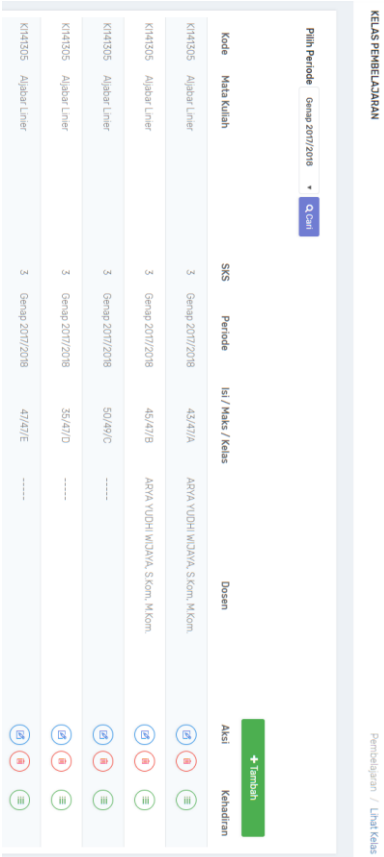 KELAS PEMBELAJARAN
Pembelajaran / Lihat Kelas
Pilih Periode Genap 2017/2018 Cari
+ Tambah
Kode Mata Kuliah SKS Periode Isi / Maks / Kelas Dosen Aksi Kehadiran
KI141305 Aljabar Linier 3 Genap 2017/2018 43/47/A ARYA YUDHI WIJAYA, S.Kom, M.Kom.
KI141305 Aljabar Linier 3 Genap 2017/2018 45/47/B ARYA YUDHI WIJAYA, S.Kom, M.Kom.
KI141305 Aljabar Linier 3 Genap 2017/2018 50/49/C -----
KI141305 Aljabar Linier 3 Genap 2017/2018 35/47/D -----
KI141305 Aljabar Linier 3 Genap 2017/2018 47/47/E -----